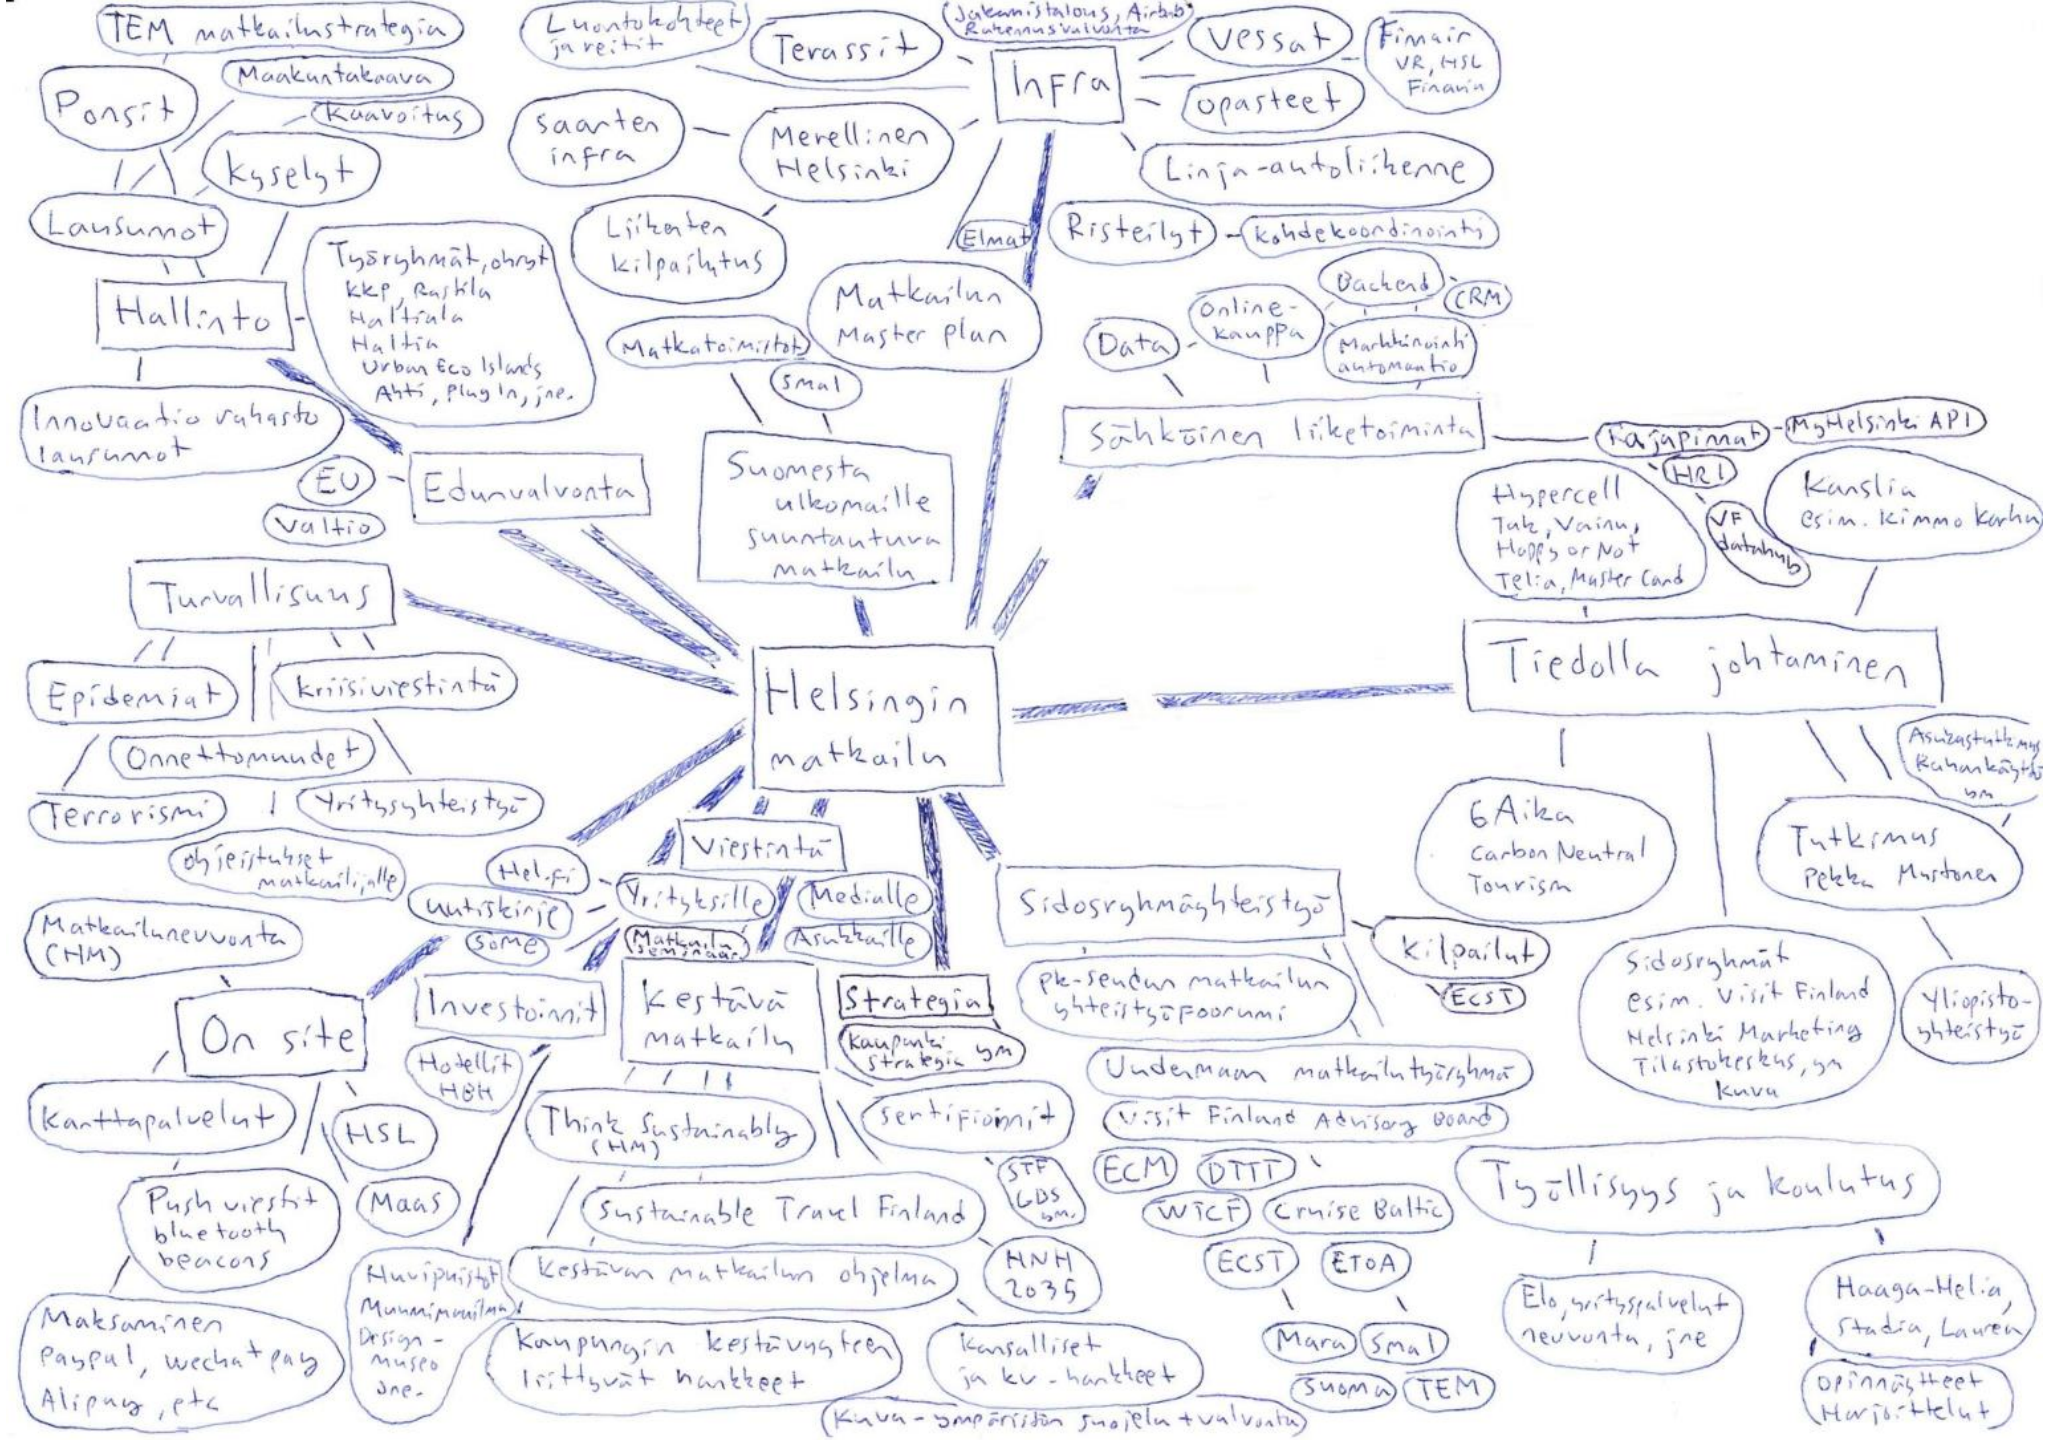 TEM matkailustrategia
Ponsit
Maakuntakaava
Kaavoitus
Kyselyt
Lausunnot
Hallinto
Työryhmät, ohryt
KKP, Rastila
Haltiala
Haltia
Urban Eco Islands
Ahti, Plug In, jne.
Innovaatio rahasto
lausunnot
EU
Valtio
Edunvalvonta
Luontokohteet
ja reitit
Terassit
Jakamistalous, Airbnb
Rakennusvalvonta
Infra
Vessat
Finnair
VR, HSL
Finavia
opasteet
Linja-autoliikenne
saarten
infra
Merellinen
Helsinki
Liikenten
kilpailutus
Elmat
Risteilyt
kohdekoordinointi
Matkailun
Master plan
Matkatoimistot
Smal
Suomesta
ulkomaille
suuntautuva
matkailu
Data
Online-
kauppa
Backend
CRM
Markkinointi
automaatio
Sähköinen liiketoiminta
Rajapinnat
MyHelsinki API
HRI
VF
datahub
Hypercell
Tak, Vainu,
Happy or Not
Telia, Master Card
Kanslia
esim. Kimmo Karhu
Tiedolla johtaminen
6 Aika
Carbon Neutral
Tourism
Asukastutkimus
Rahankäyttö
ym
Tutkimus
Pekka Mustonen
Yliopisto-
yhteistyö
Sidosryhmät
esim. Visit Finland
Helsinki Marketing
Tilastokeskus, ym
Kuva
Turvallisuus
Epidemiat
Kriisiviestintä
Onnettomuudet
Terrorismi
Yritysyhteistyö
ohjeistukset
matkailijalle
Helsingin
matkailu
Viestintä
Hel.fi
Yrityksille
Medialle
uutiskirje
some
Matkailu
seminaari
Asukkaille
Matkailuneuvonta
(HM)
On site
Kanttapalvelut
HSL
Maas
Push viestit
bluetooth
beacons
Maksaminen
paypal, wechat pay
Alipay, etc
Investoinnit
Hotellit
HBH
Huvipuistot
Muumimaailma
Design-
museo
jne.
Kestävä
matkailu
Think Sustainably
(HM)
Sustainable Travel Finland
Kestävän matkailun ohjelma
Kaupungin kestävyyteen
liittyvät hankkeet
Sertifioinnit
STF
GDS
ym.
HNH
2035
Kansalliset
ja kv-hankkeet
(Kuva-ympäristön suojelu + valvonta)
Strategia
Kaupunki
strategia ym
Sidosryhmäyhteistyö
Kilpailut
ECST
pk-seudun matkailun
yhteistyöfoorumi
Uudenmaan matkailutyöryhmä
Visit Finland Advisory Board
ECM
DTTT
WTCF
Cruise Baltic
ECST
ETOA
Mara
Smal
Suoma
TEM
Työllisyys ja koulutus
Elo, yrityspalvelut
neuvonta, jne
Haaga-Helia,
Stadia, Laurea
Opinnäytteet
Harjoittelut